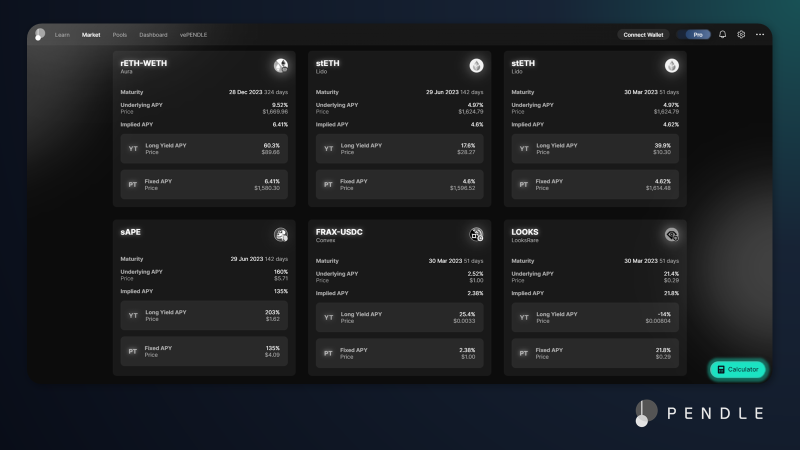 Learn Market Pools Dashboard vePENDLE Connect Wallet Pro
rETH-WETH
Aura
Maturity 28 Dec 2023 324 days
Underlying APY 9.52%
Price $1,669.96
Implied APY 6.41%
YT Long Yield APY 60.3%
Price $89.66
PT Fixed APY 6.41%
Price $1,580.30
stETH
Lido
Maturity 29 Jun 2023 142 days
Underlying APY 4.97%
Price $1,624.79
Implied APY 4.6%
YT Long Yield APY 17.6%
Price $28.27
PT Fixed APY 4.6%
Price $1,596.52
stETH
Lido
Maturity 30 Mar 2023 51 days
Underlying APY 4.97%
Price $1,624.79
Implied APY 4.62%
YT Long Yield APY 39.9%
Price $10.30
PT Fixed APY 4.62%
Price $1,614.48
sAPE
Maturity 29 Jun 2023 142 days
Underlying APY 160%
Price $5.71
Implied APY 135%
YT Long Yield APY 203%
Price $1.62
PT Fixed APY 135%
Price $4.09
FRAX-USDC
Convex
Maturity 30 Mar 2023 51 days
Underlying APY 2.52%
Price $1.00
Implied APY 2.38%
YT Long Yield APY 25.4%
Price $0.0033
PT Fixed APY 2.38%
Price $1.00
LOOKS
LooksRare
Maturity 30 Mar 2023 51 days
Underlying APY 21.4%
Price $0.29
Implied APY 21.8%
YT Long Yield APY -14%
Price $0.00804
PT Fixed APY 21.8%
Price $0.29
Calculator
PENDLE